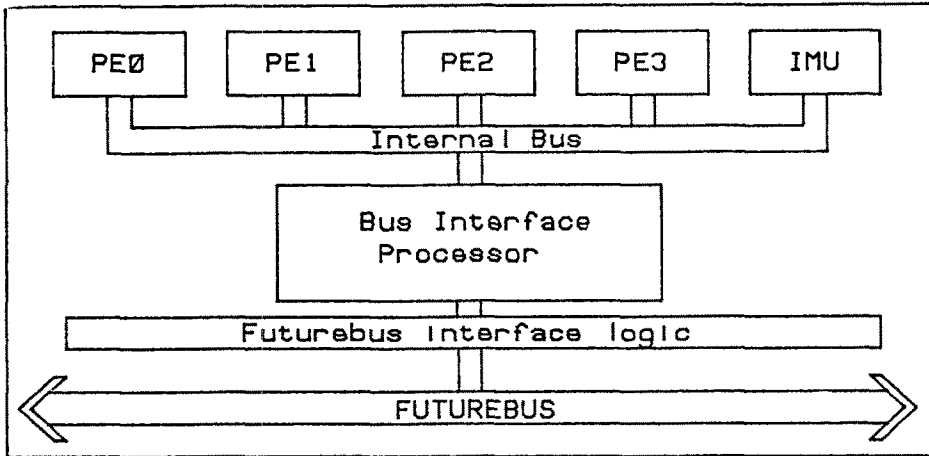 PE0 PE1 PE2 PE3 IMU
Internal Bus
Bus Interface
Processor
Futurebus interface logic
FUTUREBUS